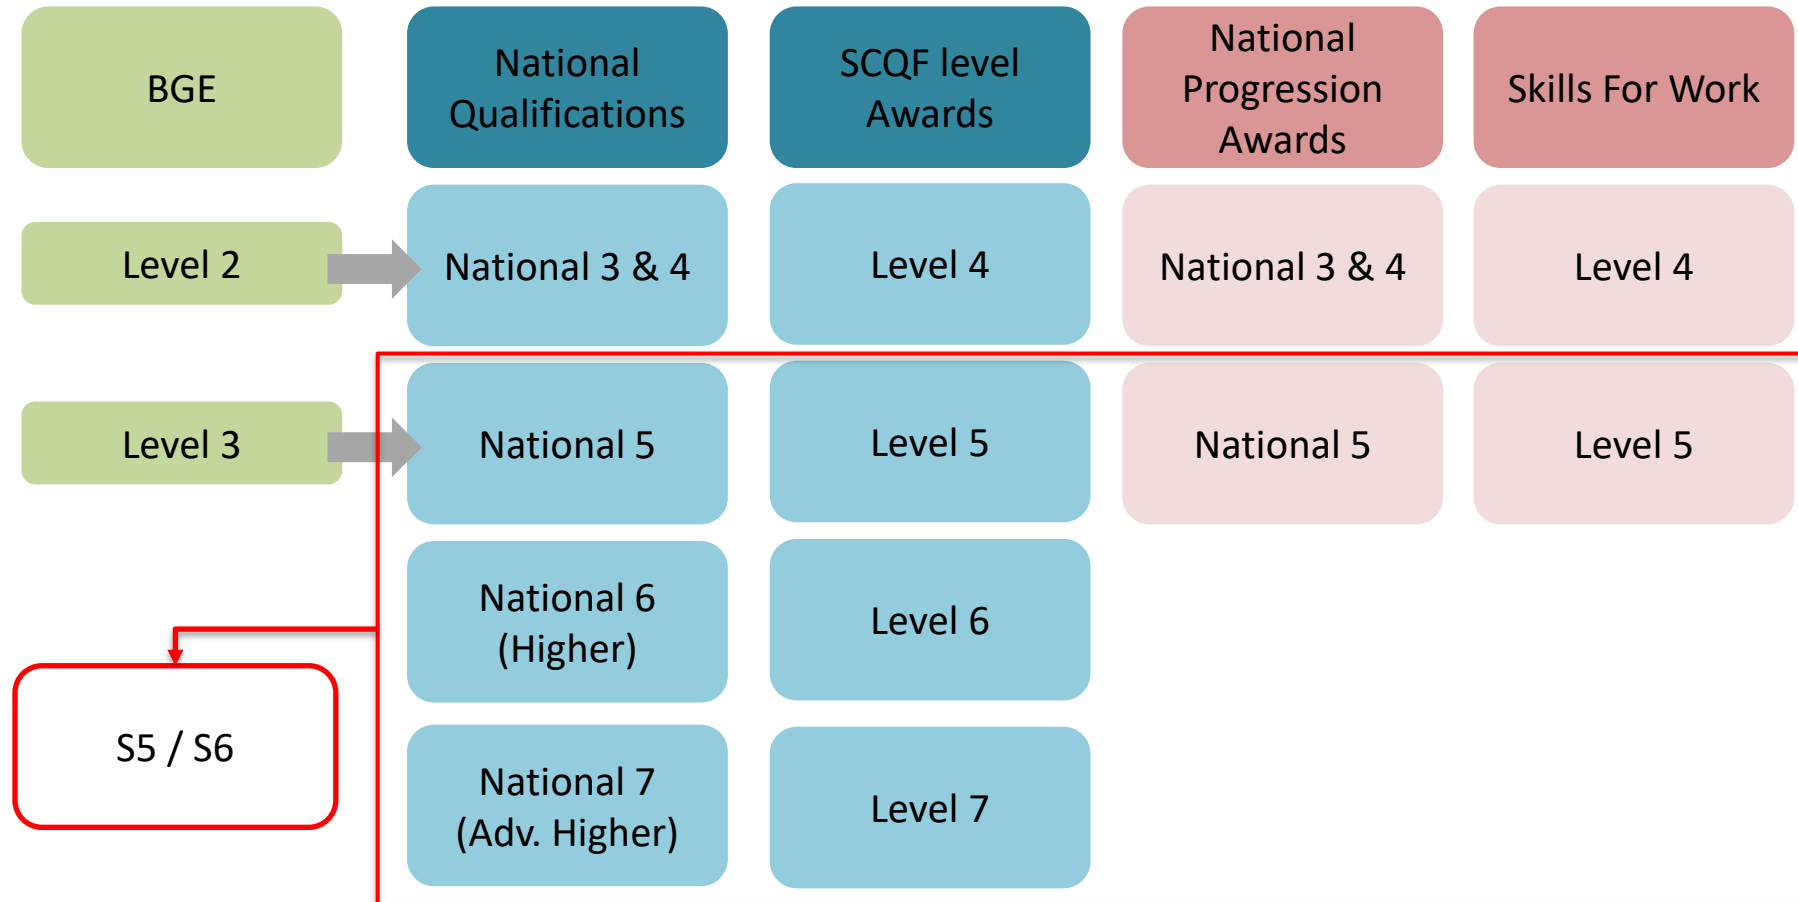 BGE
National
Qualifications
SCQF level
Awards
National
Progression
Awards
Skills For Work
Level 2
National 3 & 4
Level 4
National 3 & 4
Level 4
Level 3
National 5
Level 5
National 5
Level 5
National 6
(Higher)
Level 6
S5 / S6
National 7
(Adv. Higher)
Level 7